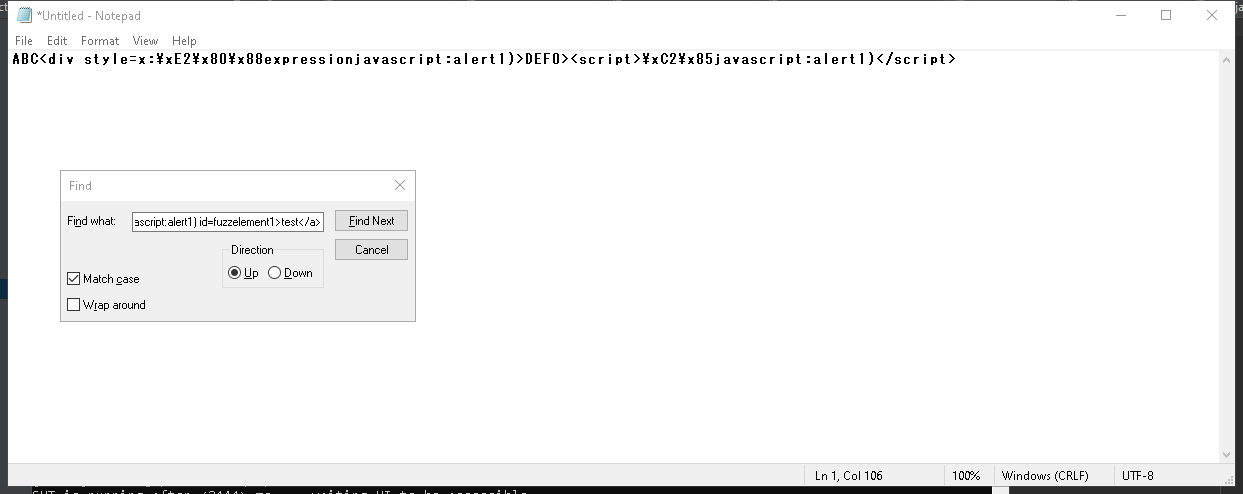 *Untitled - Notepad
File Edit Format View Help
ABC<div style=x:¥xE2¥x80¥x88expressionjavascript:alert1)>DEF0><script>¥xC2¥x85javascript:alert1)</script>
Find
Find what: ascript:alert1) id=fuzzelement1>test</a> Find Next
Direction Cancel
Up Down
Match case
Wrap around
Ln 1, Col 106 100% Windows (CRLF) UTF-8